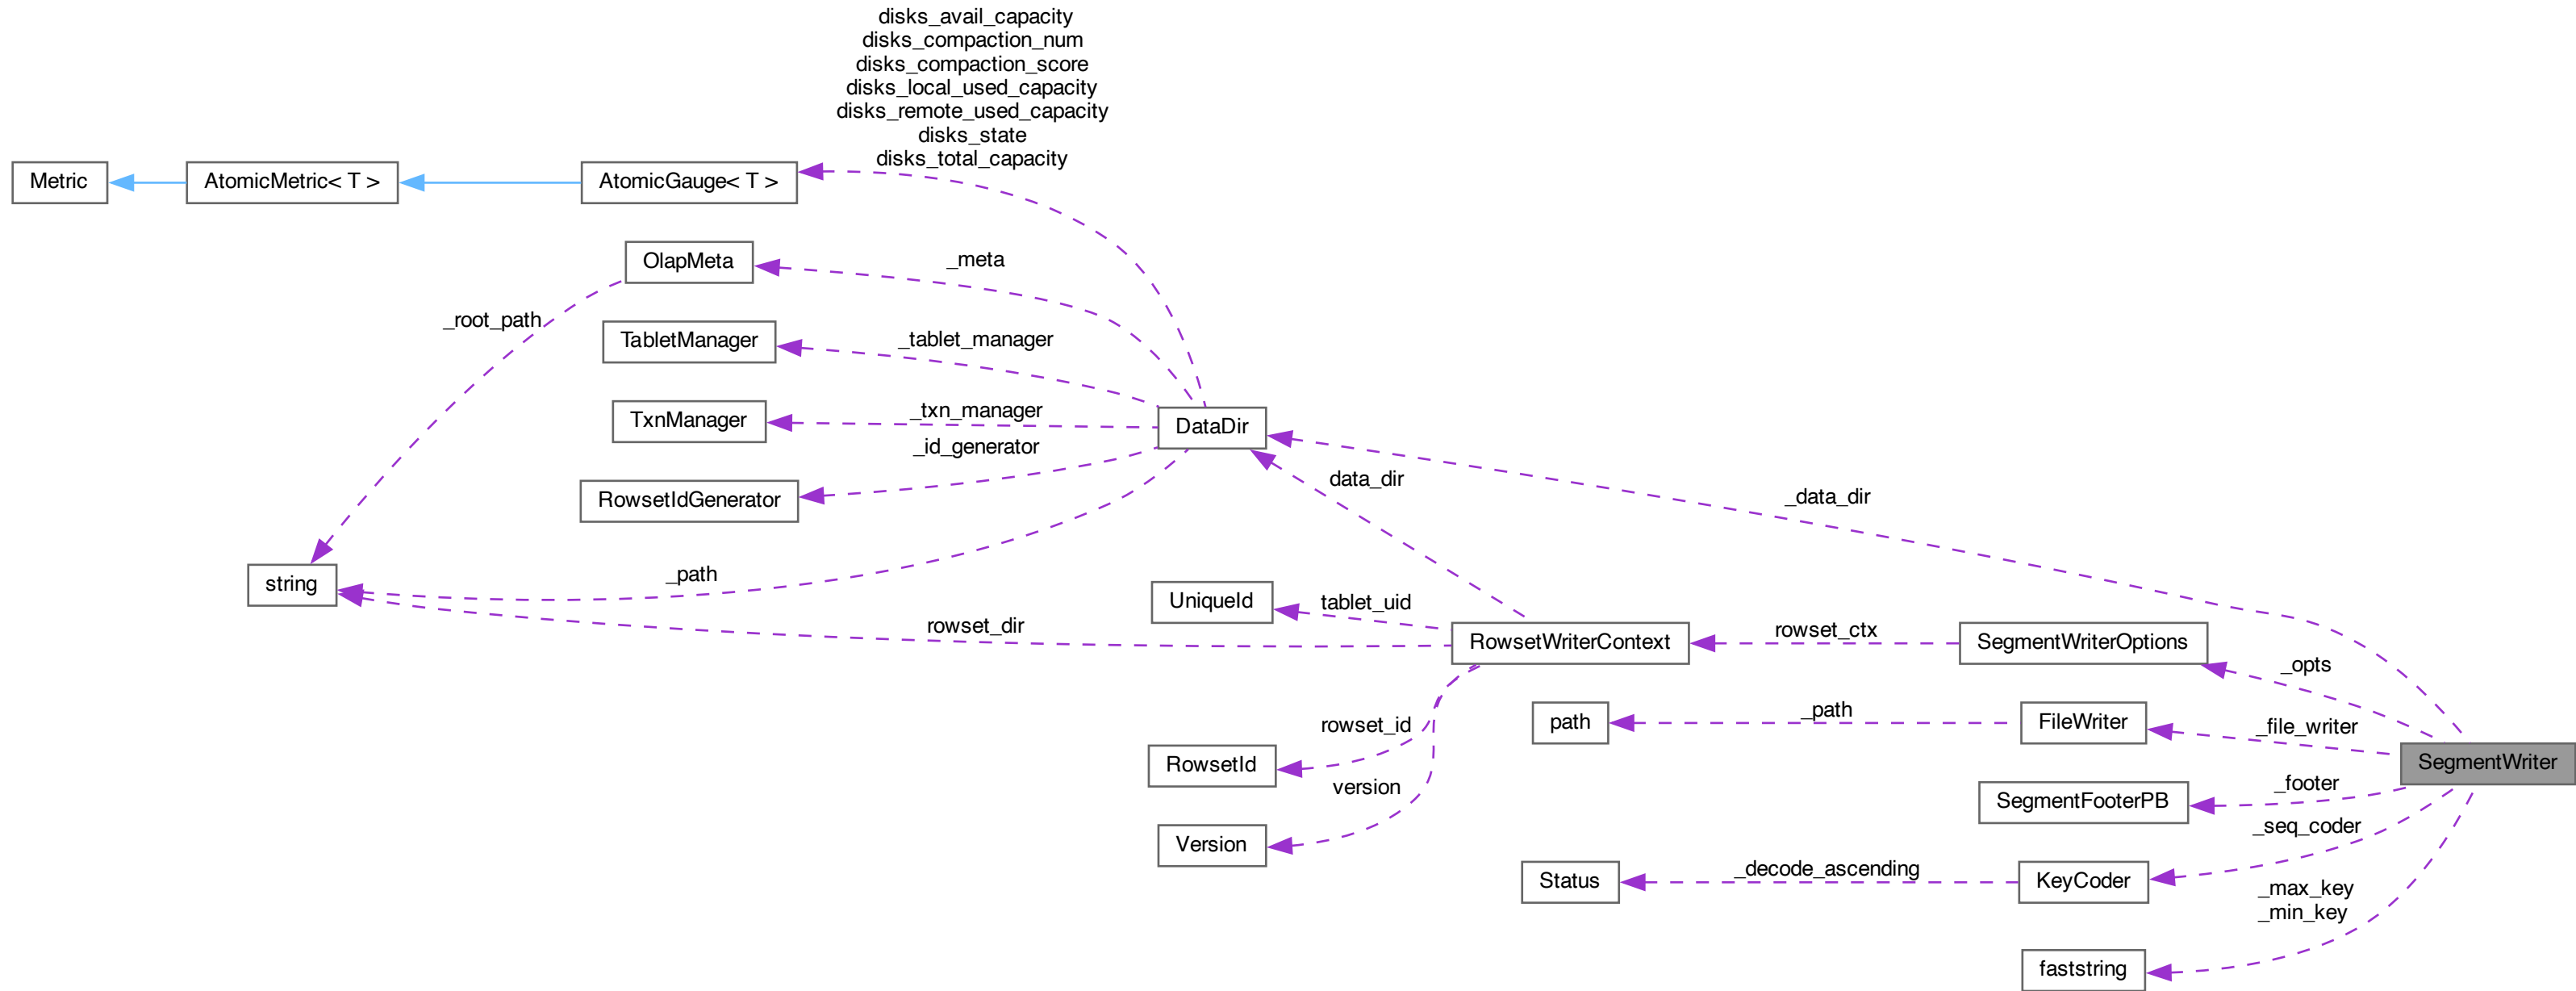 disks_avail_capacity
disks_compaction_num
disks_compaction_score
disks_local_used_capacity
disks_remote_used_capacity
disks_state
disks_total_capacity
Metric
AtomicMetric< T >
AtomicGauge< T >
OlapMeta
_meta
_root_path
TabletManager
_tablet_manager
TxnManager
_txn_manager
DataDir
_id_generator
RowsetIdGenerator
data_dir
_data_dir
string
_path
UniqueId
tablet_uid
rowset_dir
RowsetWriterContext
rowset_ctx
SegmentWriterOptions
_opts
path
_path
FileWriter
_file_writer
rowset_id
RowsetId
SegmentWriter
version
SegmentFooterPB
_footer
Version
_seq_coder
Status
_decode_ascending
KeyCoder
_max_key
_min_key
faststring